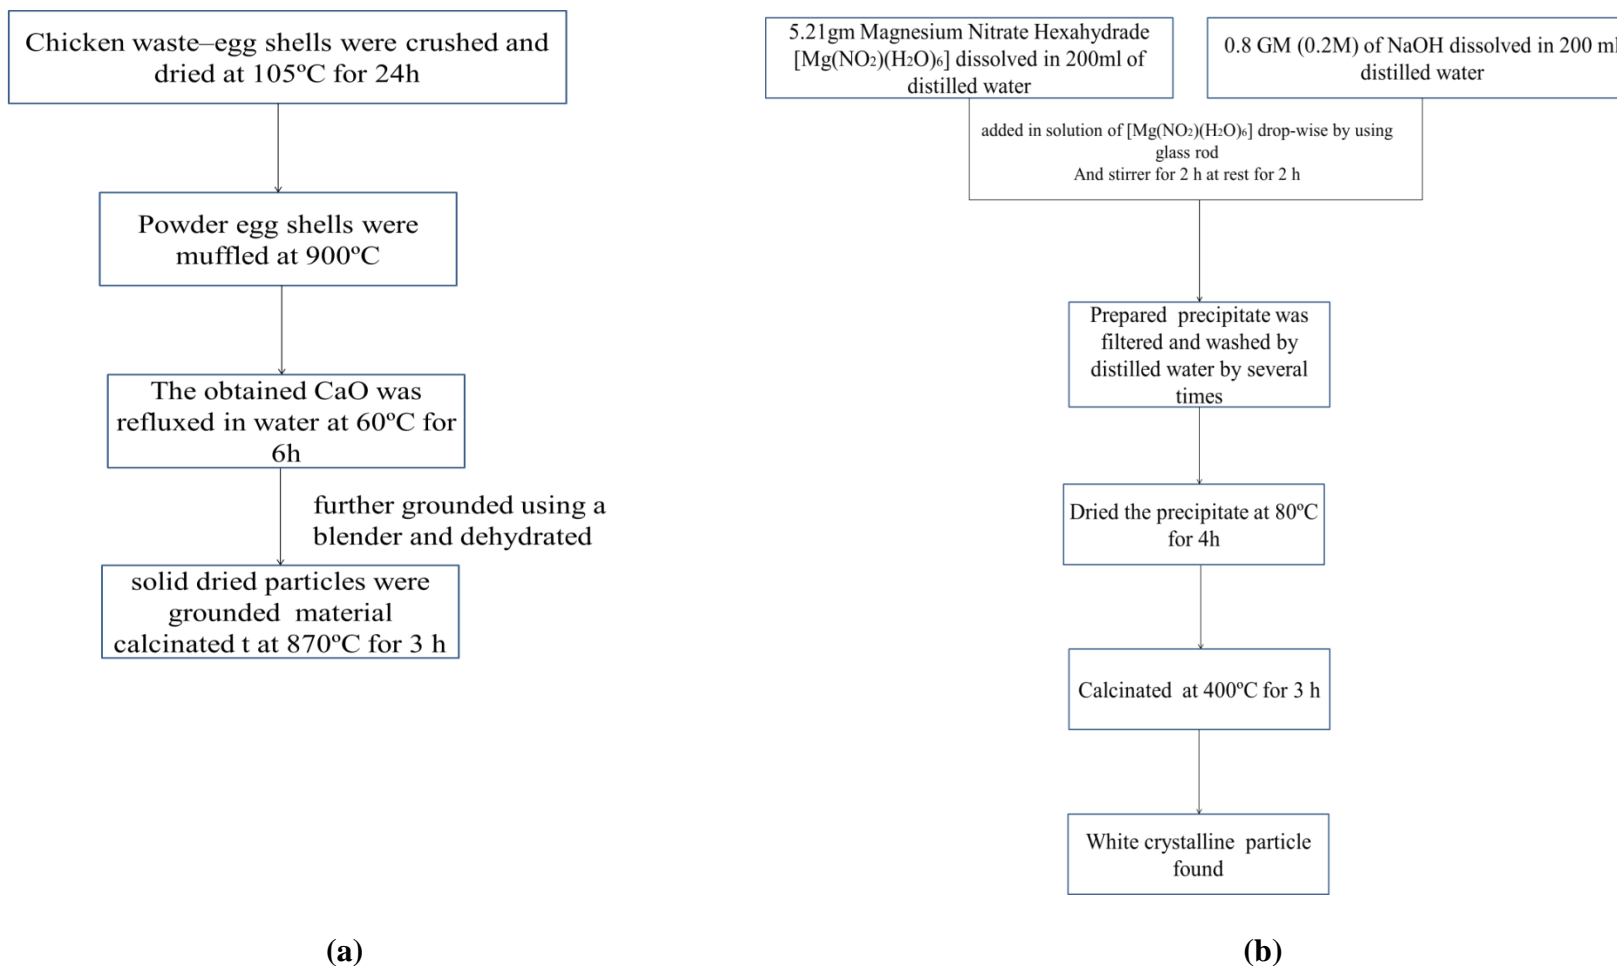 Chicken waste–egg shells were crushed and
dried at 105ºC for 24h
Powder egg shells were
muffled at 900ºC
The obtained CaO was
refluxed in water at 60ºC for
6h
further grounded using a
blender and dehydrated
solid dried particles were
grounded  material
calcinated t at 870ºC for 3 h
(a)
5.21gm Magnesium Nitrate Hexahydrade
[Mg(NO₂)(H₂O)₆] dissolved in 200ml of
distilled water
0.8 GM (0.2M) of NaOH dissolved in 200 ml
distilled water
added in solution of [Mg(NO₂)(H₂O)₆] drop-wise by using
glass rod
And stirrer for 2 h at rest for 2 h
Prepared  precipitate was
filtered and washed by
distilled water by several
times
Dried the precipitate at 80ºC
for 4h
Calcinated  at 400ºC for 3 h
White crystalline  particle
found
(b)